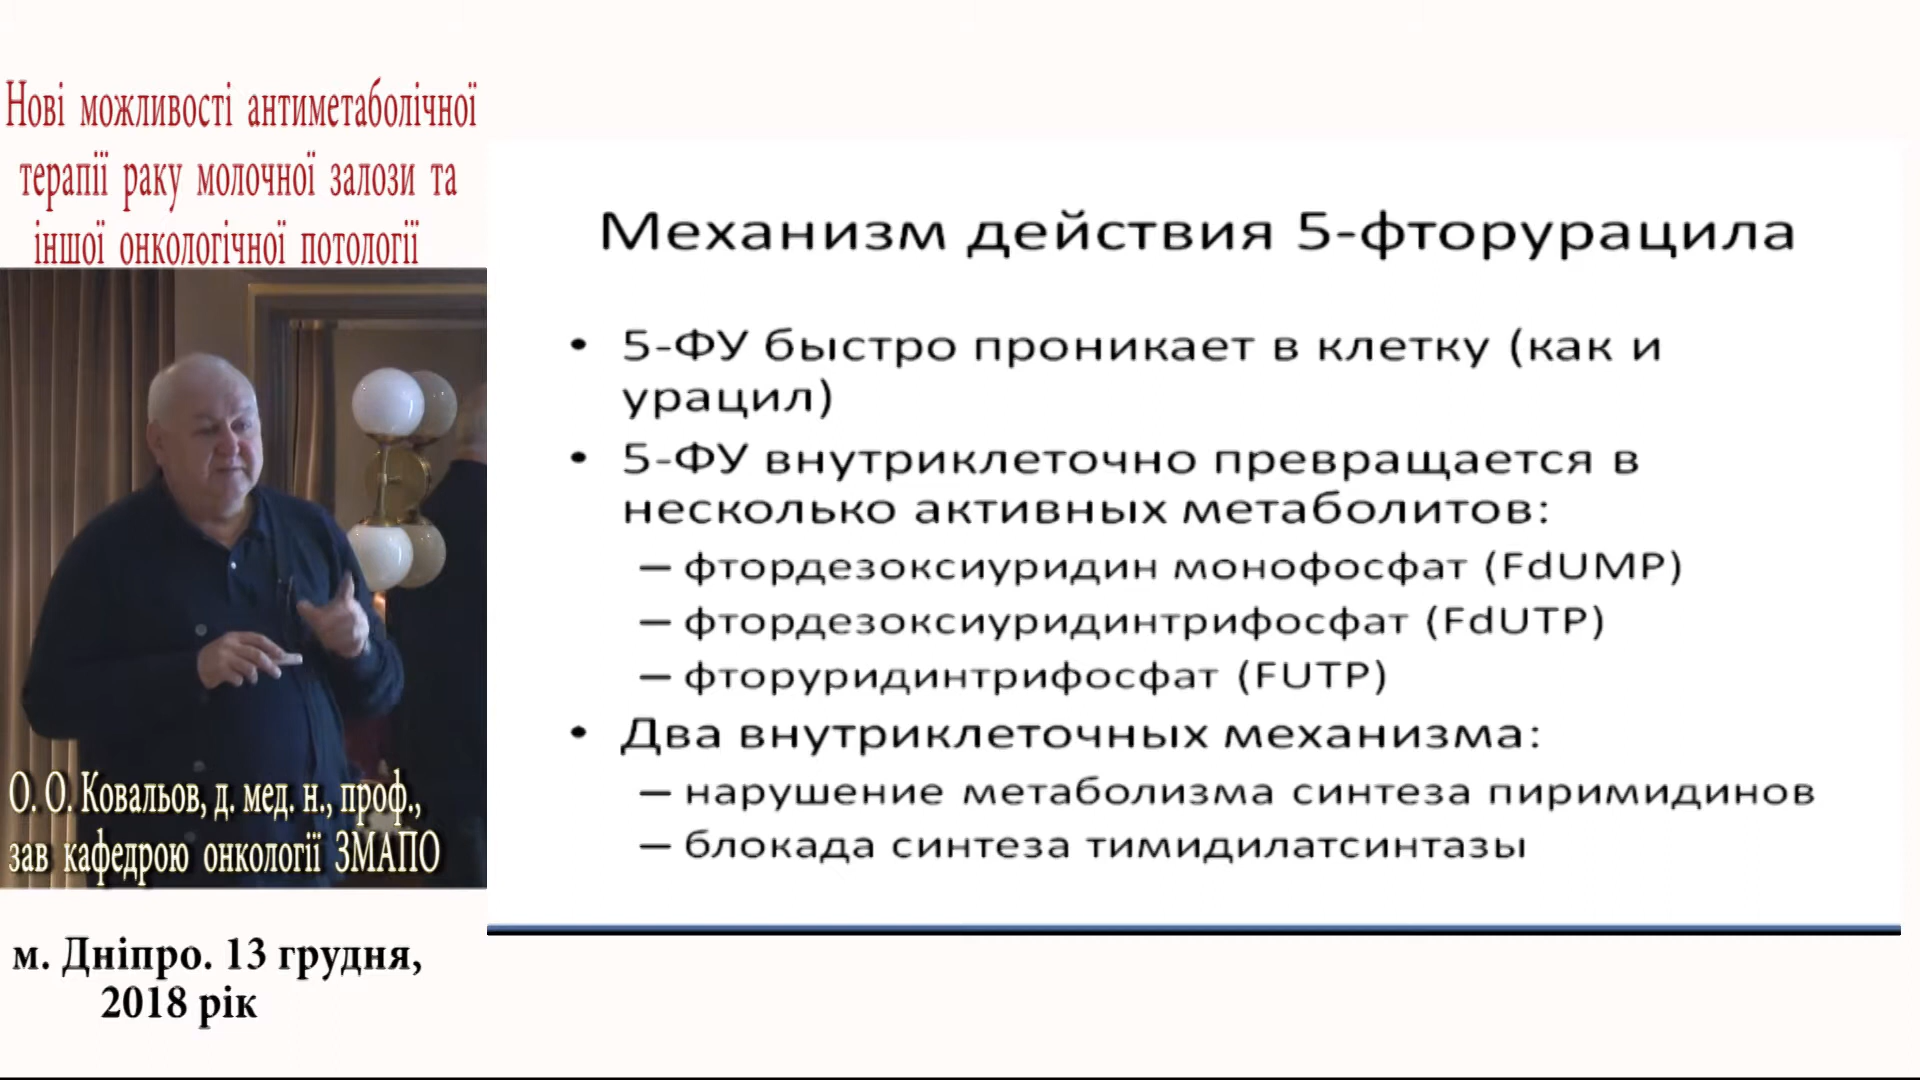 Нові можливості антиметаболічної
терапії раку молочної залози та
іншої онкологічної потології
О. О. Ковальов, д. мед. н., проф.,
зав кафедрою онкології ЗМАПО
м. Дніпро. 13 грудня,
2018 рік
Механизм действия 5-фторурацила
• 5-ФУ быстро проникает в клетку (как и
урацил)
• 5-ФУ внутриклеточно превращается в
несколько активных метаболитов:
– фтордезоксиуридин монофосфат (FdUMP)
– фтордезоксиуридинтрифосфат (FdUTP)
– фторуридинтрифосфат (FUTP)
• Два внутриклеточных механизма:
– нарушение метаболизма синтеза пиримидинов
– блокада синтеза тимидилатсинтазы